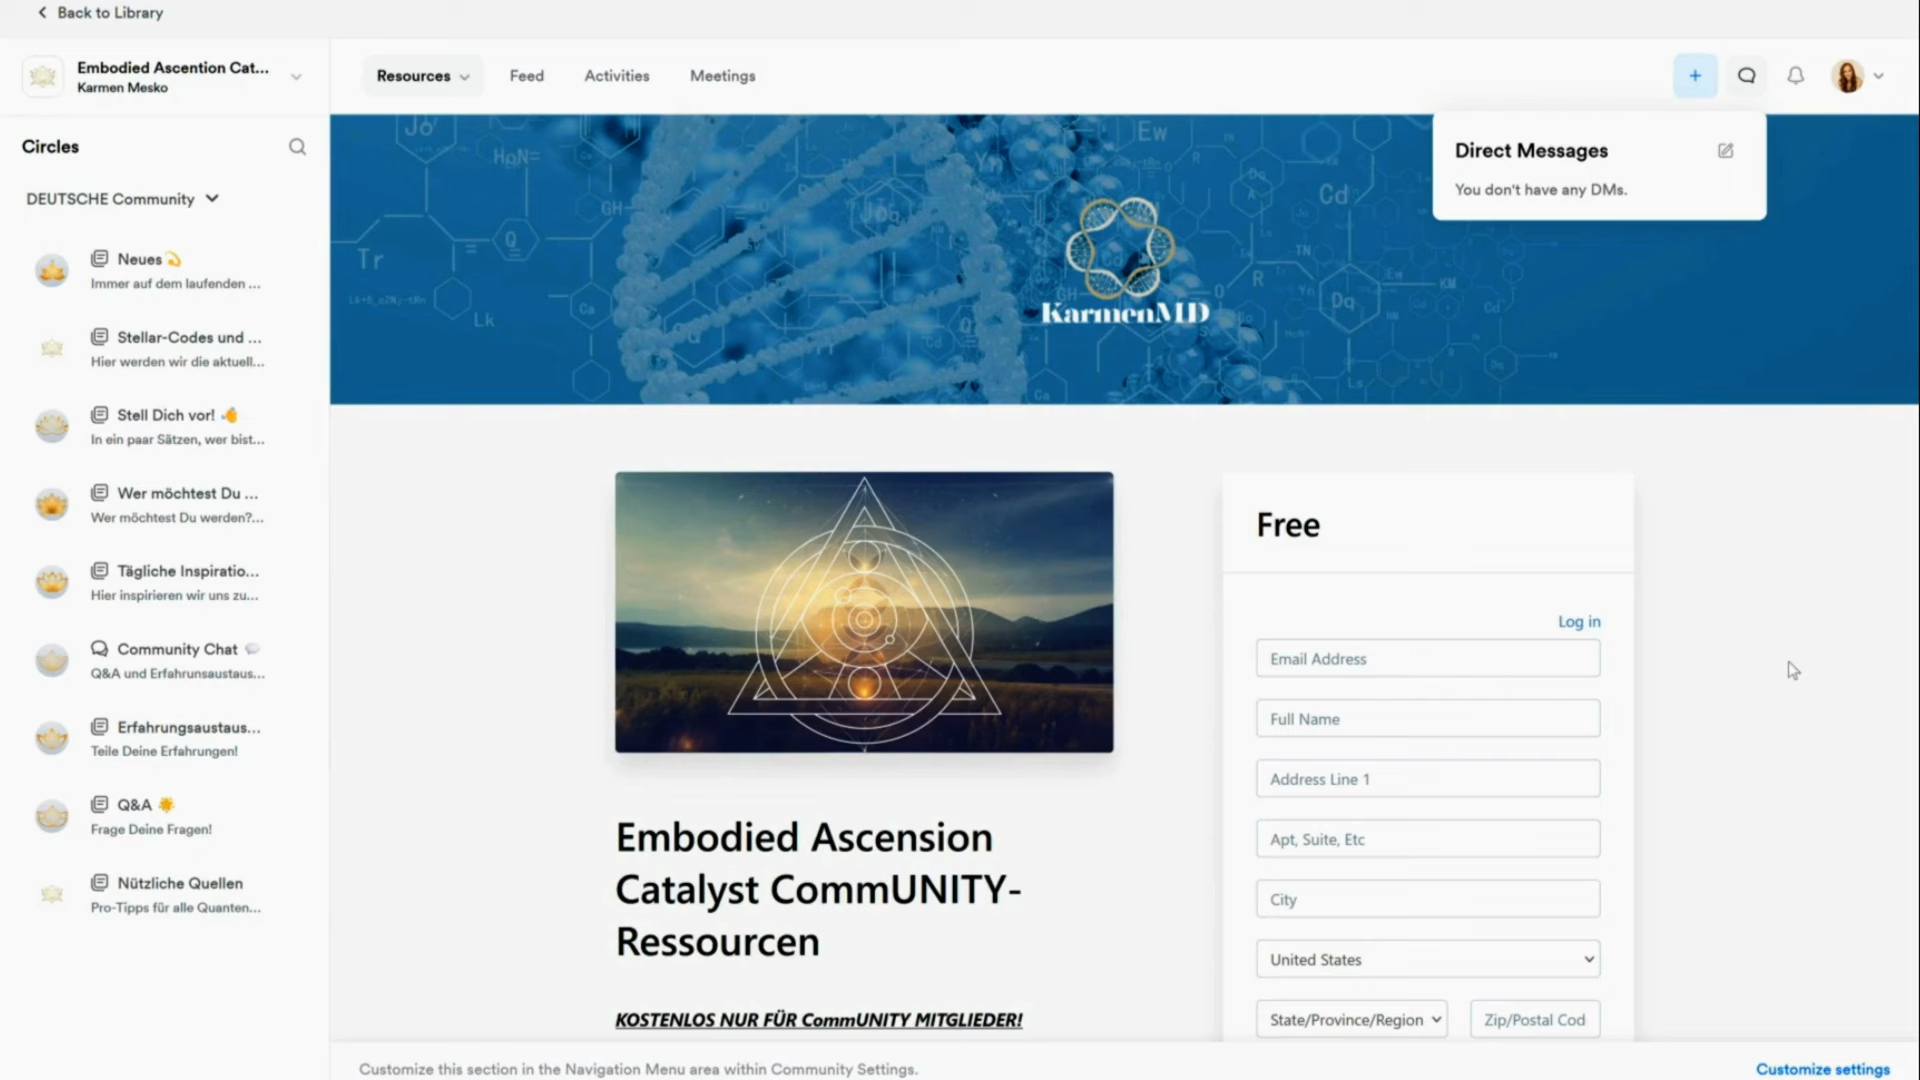 Back to Library
Embodied Ascention Cat...
Karmen Mesko
Resources
Feed
Activities
Meetings
Circles
DEUTSCHE Community
Neues
Immer auf dem laufenden ...
Stellar-Codes und ...
Hier werden wir die aktuell...
Stell Dich vor!
In ein paar Sätzen, wer bist...
Wer möchtest Du ...
Wer möchtest Du werden?...
Tägliche Inspiratio...
Hier inspirieren wir uns zu...
Community Chat
Q&A und Erfahrunsaustaus...
Erfahrungsaustaus...
Teile Deine Erfahrungen!
Q&A
Frage Deine Fragen!
Nützliche Quellen
Pro-Tipps für alle Quanten...
Direct Messages
You don't have any DMs.
KarmenMD
Embodied Ascension
Catalyst CommUNITY-
Ressourcen
KOSTENLOS NUR FÜR CommUNITY MITGLIEDER!
Free
Log in
Email Address
Full Name
Address Line 1
Apt, Suite, Etc
City
United States
State/Province/Region
Zip/Postal Cod
Customize this section in the Navigation Menu area within Community Settings.
Customize settings